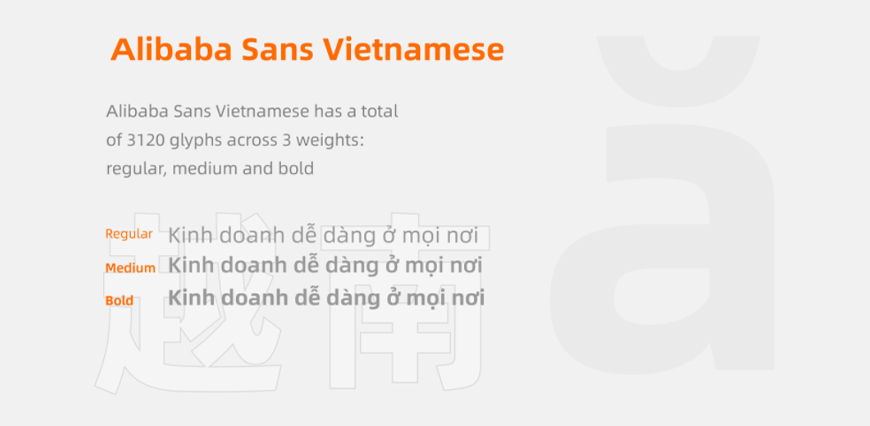 Alibaba Sans Vietnamese
Alibaba Sans Vietnamese has a total
of 3120 glyphs across 3 weights:
regular, medium and bold
Regular Kinh doanh dễ dàng ở mọi nơi
Medium Kinh doanh dễ dàng ở mọi nơi
Bold Kinh doanh dễ dàng ở mọi nơi
越南
ă